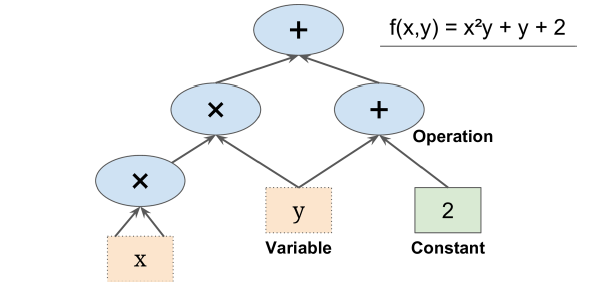 +
f(x,y) = x²y + y + 2
×
+
Operation
×
y
2
Variable
Constant
x